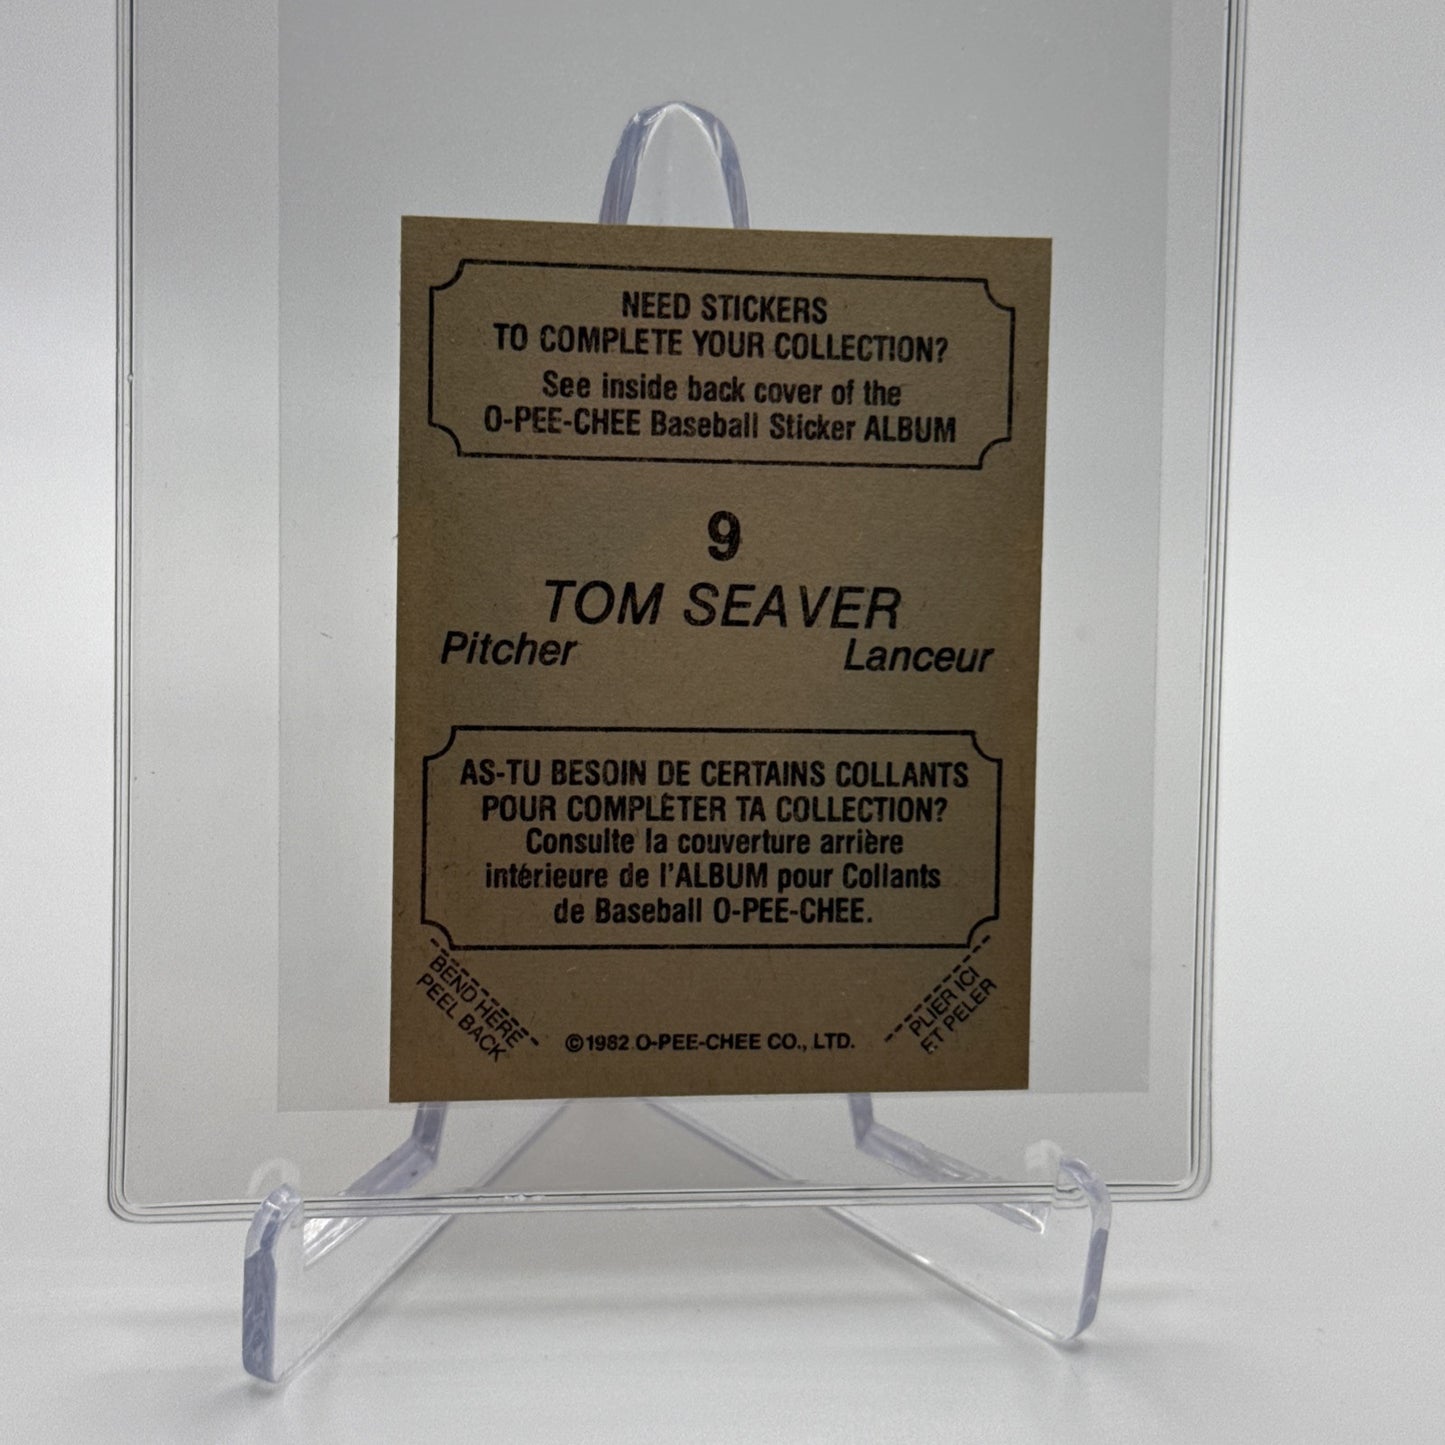 NEED STICKERS
TO COMPLETE YOUR COLLECTION?
See inside back cover of the
O-PEE-CHEE Baseball Sticker ALBUM
9
TOM SEAVER
Pitcher Lanceur
AS-TU BESOIN DE CERTAINS COLLANTS
POUR COMPLÈTER TA COLLECTION?
Consulte la couverture arrière
intérieure de l'ALBUM pour Collants
de Baseball O-PEE-CHEE.
BEND HERE
PEEL BACK
©1982 O-PEE-CHEE CO., LTD.
PLIER ICI
ET PELER